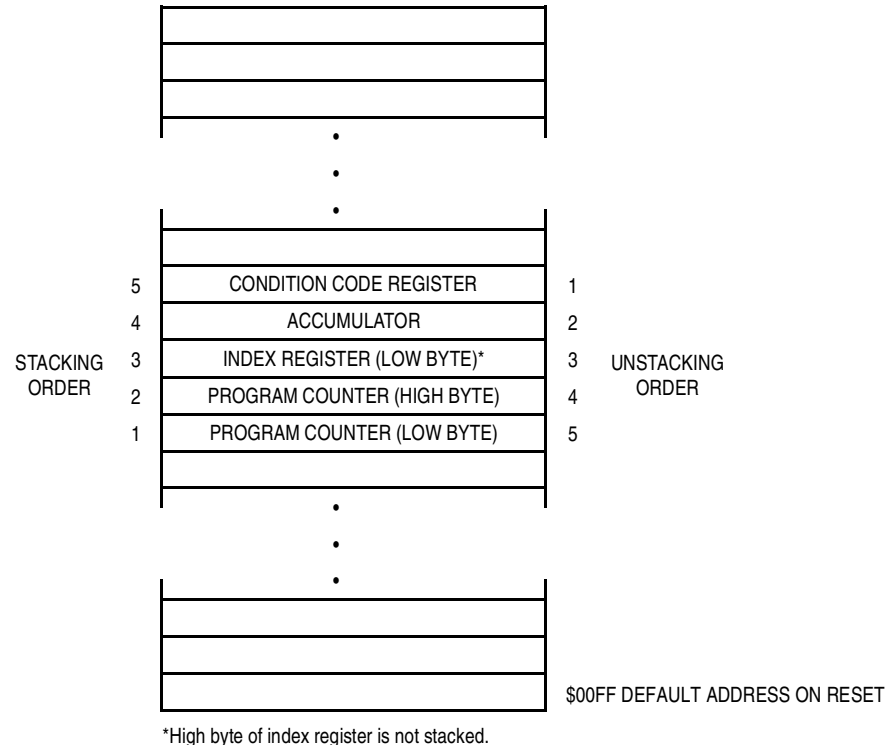 5 CONDITION CODE REGISTER 1
4 ACCUMULATOR 2
STACKING ORDER
3 INDEX REGISTER (LOW BYTE)* 3
UNSTACKING ORDER
2 PROGRAM COUNTER (HIGH BYTE) 4
1 PROGRAM COUNTER (LOW BYTE) 5
$00FF DEFAULT ADDRESS ON RESET
*High byte of index register is not stacked.